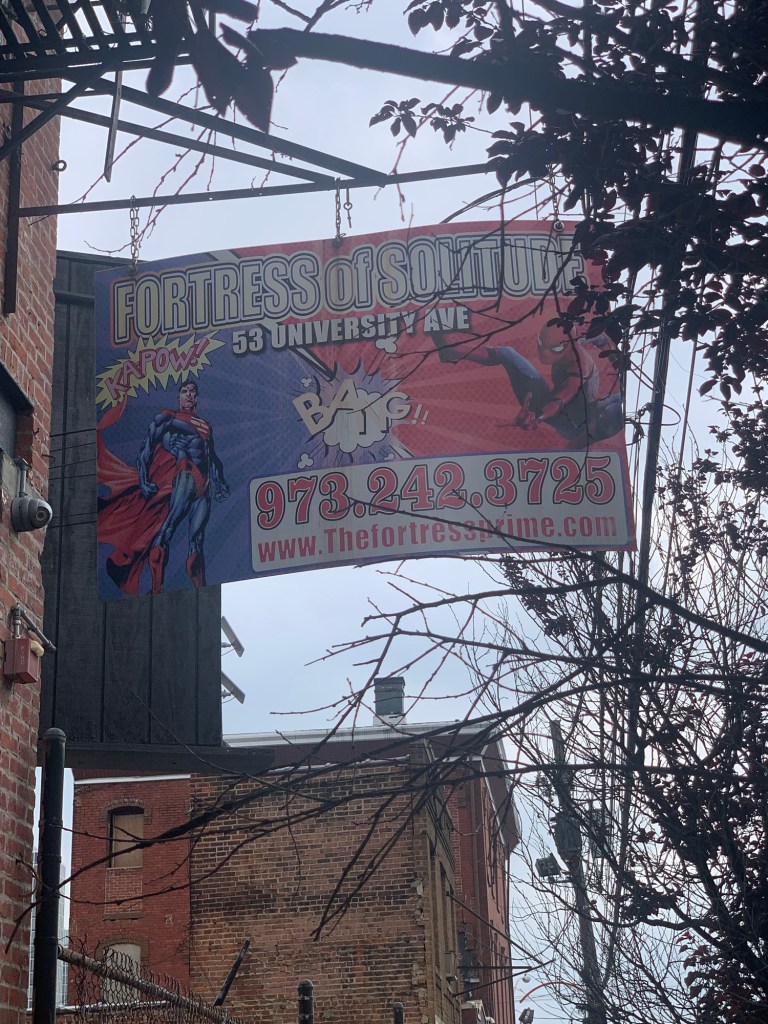 FORTRESS of SOLITUDE
53 UNIVERSITY AVE
KAPOW!!
BANG!!
973.242.3725
www.Thefortressprime.com